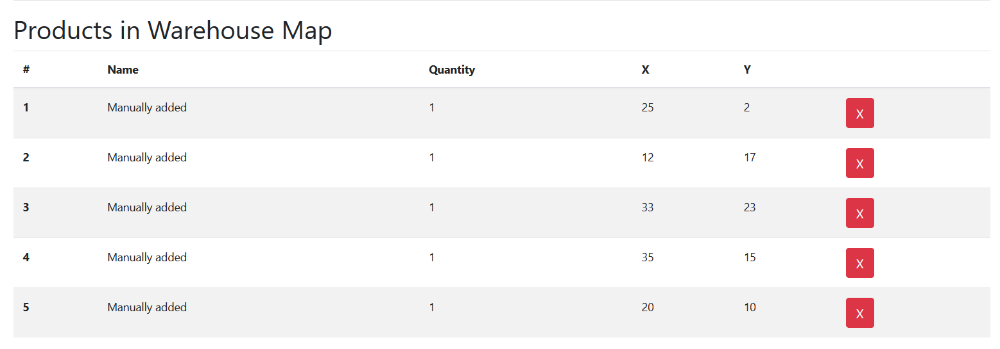 Products in Warehouse Map
# Name Quantity X Y
1 Manually added 1 25 2 X
2 Manually added 1 12 17 X
3 Manually added 1 33 23 X
4 Manually added 1 35 15 X
5 Manually added 1 20 10 X